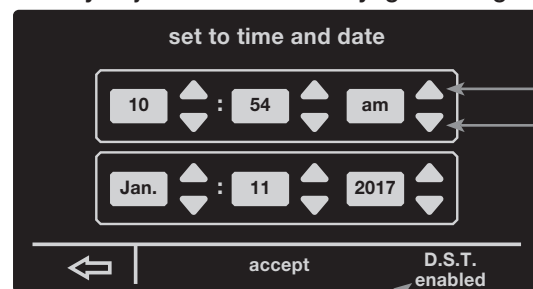 set to time and date
10 : 54 am
Jan. : 11 2017
accept
D.S.T.
enabled